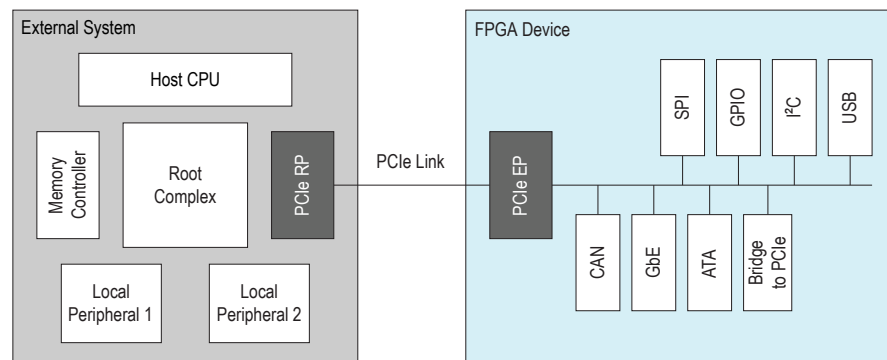 External System
Host CPU
Memory
Controller
Root
Complex
PCIe RP
Local
Peripheral 1
Local
Peripheral 2
PCIe Link
FPGA Device
PCIe EP
SPI
GPIO
I²C
USB
CAN
GbE
ATA
Bridge
to PCIe